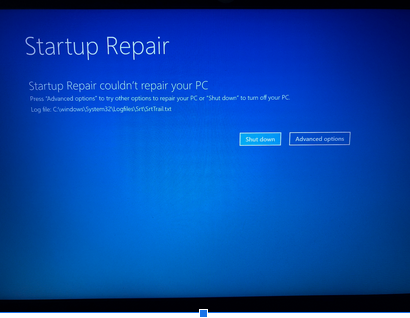 Startup Repair
Startup Repair couldn't repair your PC
Press "Advanced options" to try other options to repair your PC or "Shut down" to turn off your PC.
Log file: C:\windows\System32\Logfiles\Srt\SrtTrail.txt
Shut down
Advanced options